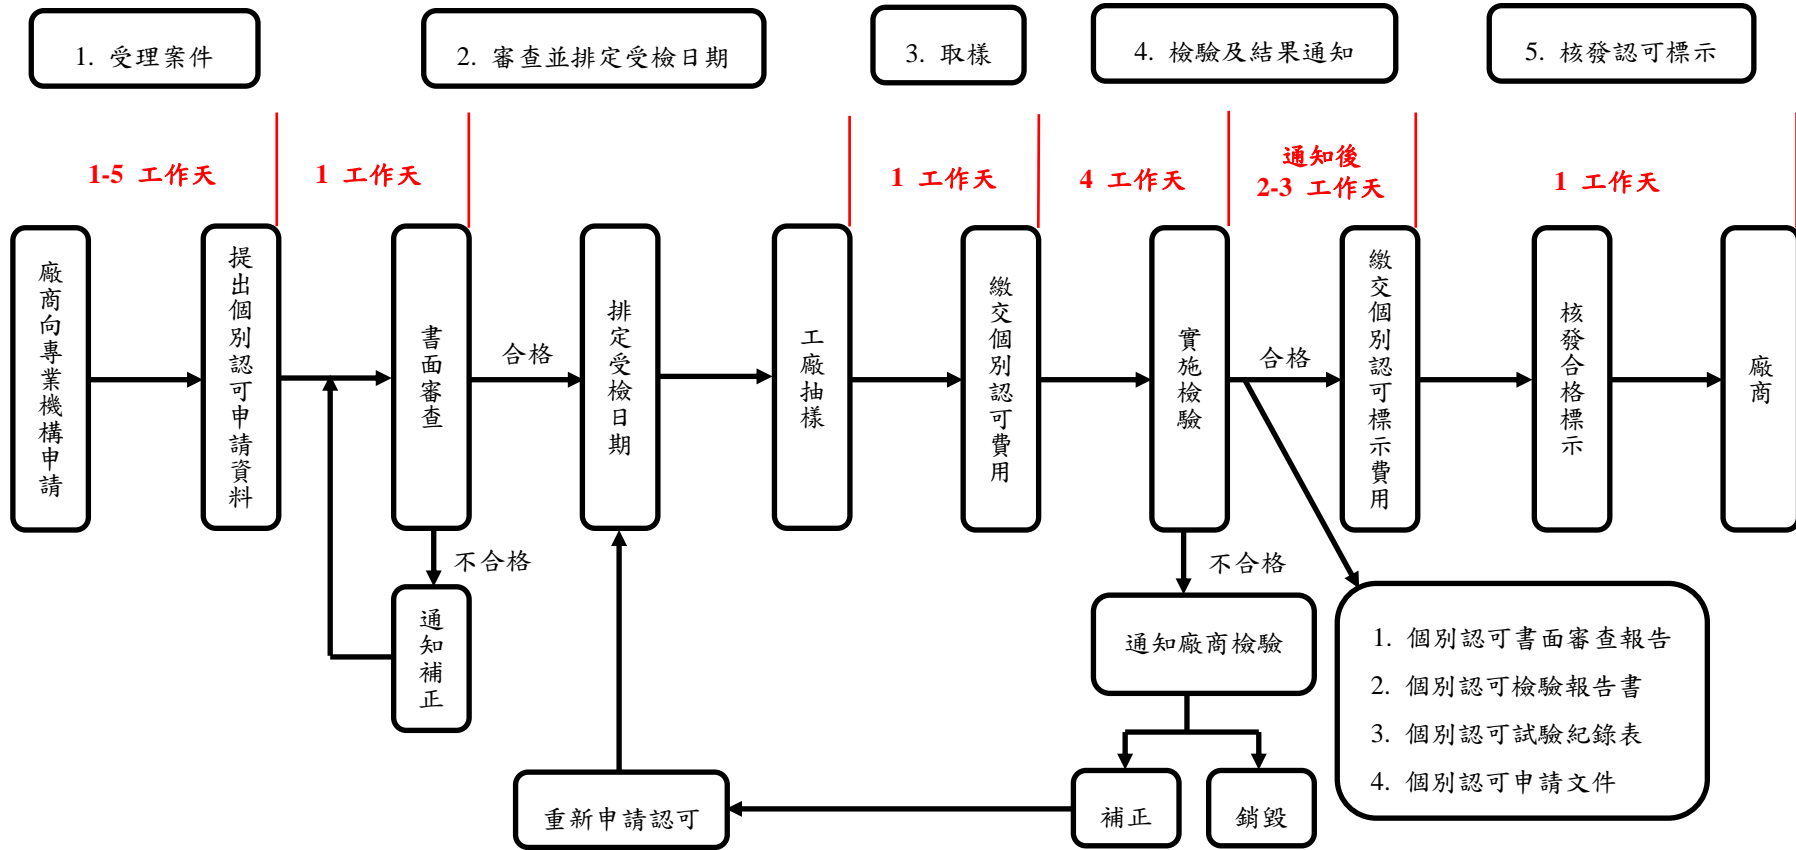 1. 受理案件
2. 審查並排定受檢日期
3. 取樣
4. 檢驗及結果通知
5. 核發認可標示
1-5 工作天
1 工作天
1 工作天
4 工作天
通知後
2-3 工作天
1 工作天
廠商向專業機構申請
提出個別認可申請資料
書面審查
合格
排定受檢日期
工廠抽樣
繳交個別認可費用
實施檢驗
合格
繳交個別認可標示費用
核發合格標示
廠商
不合格
通知補正
不合格
通知廠商檢驗
補正
銷毀
重新申請認可
1. 個別認可書面審查報告
2. 個別認可檢驗報告書
3. 個別認可試驗紀錄表
4. 個別認可申請文件